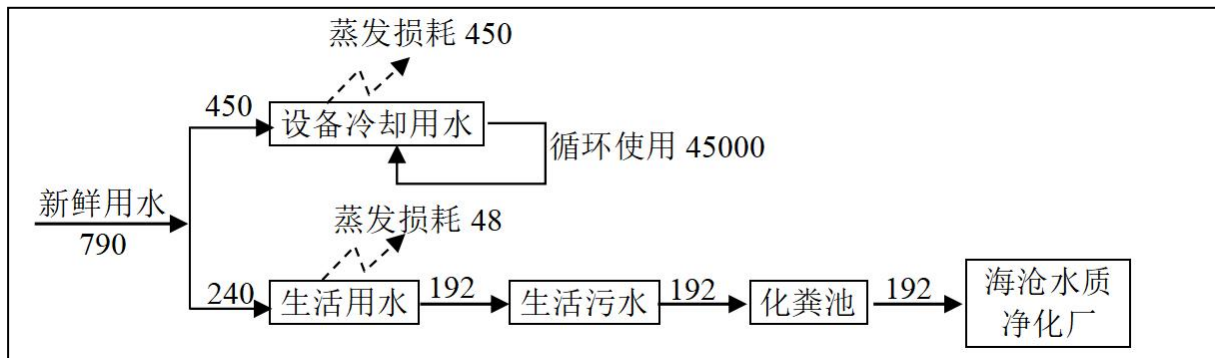 蒸发损耗 450
450
设备冷却用水
循环使用 45000
新鲜用水
790
蒸发损耗 48
240
生活用水
192
生活污水
192
化粪池
192
海沧水质
净化厂